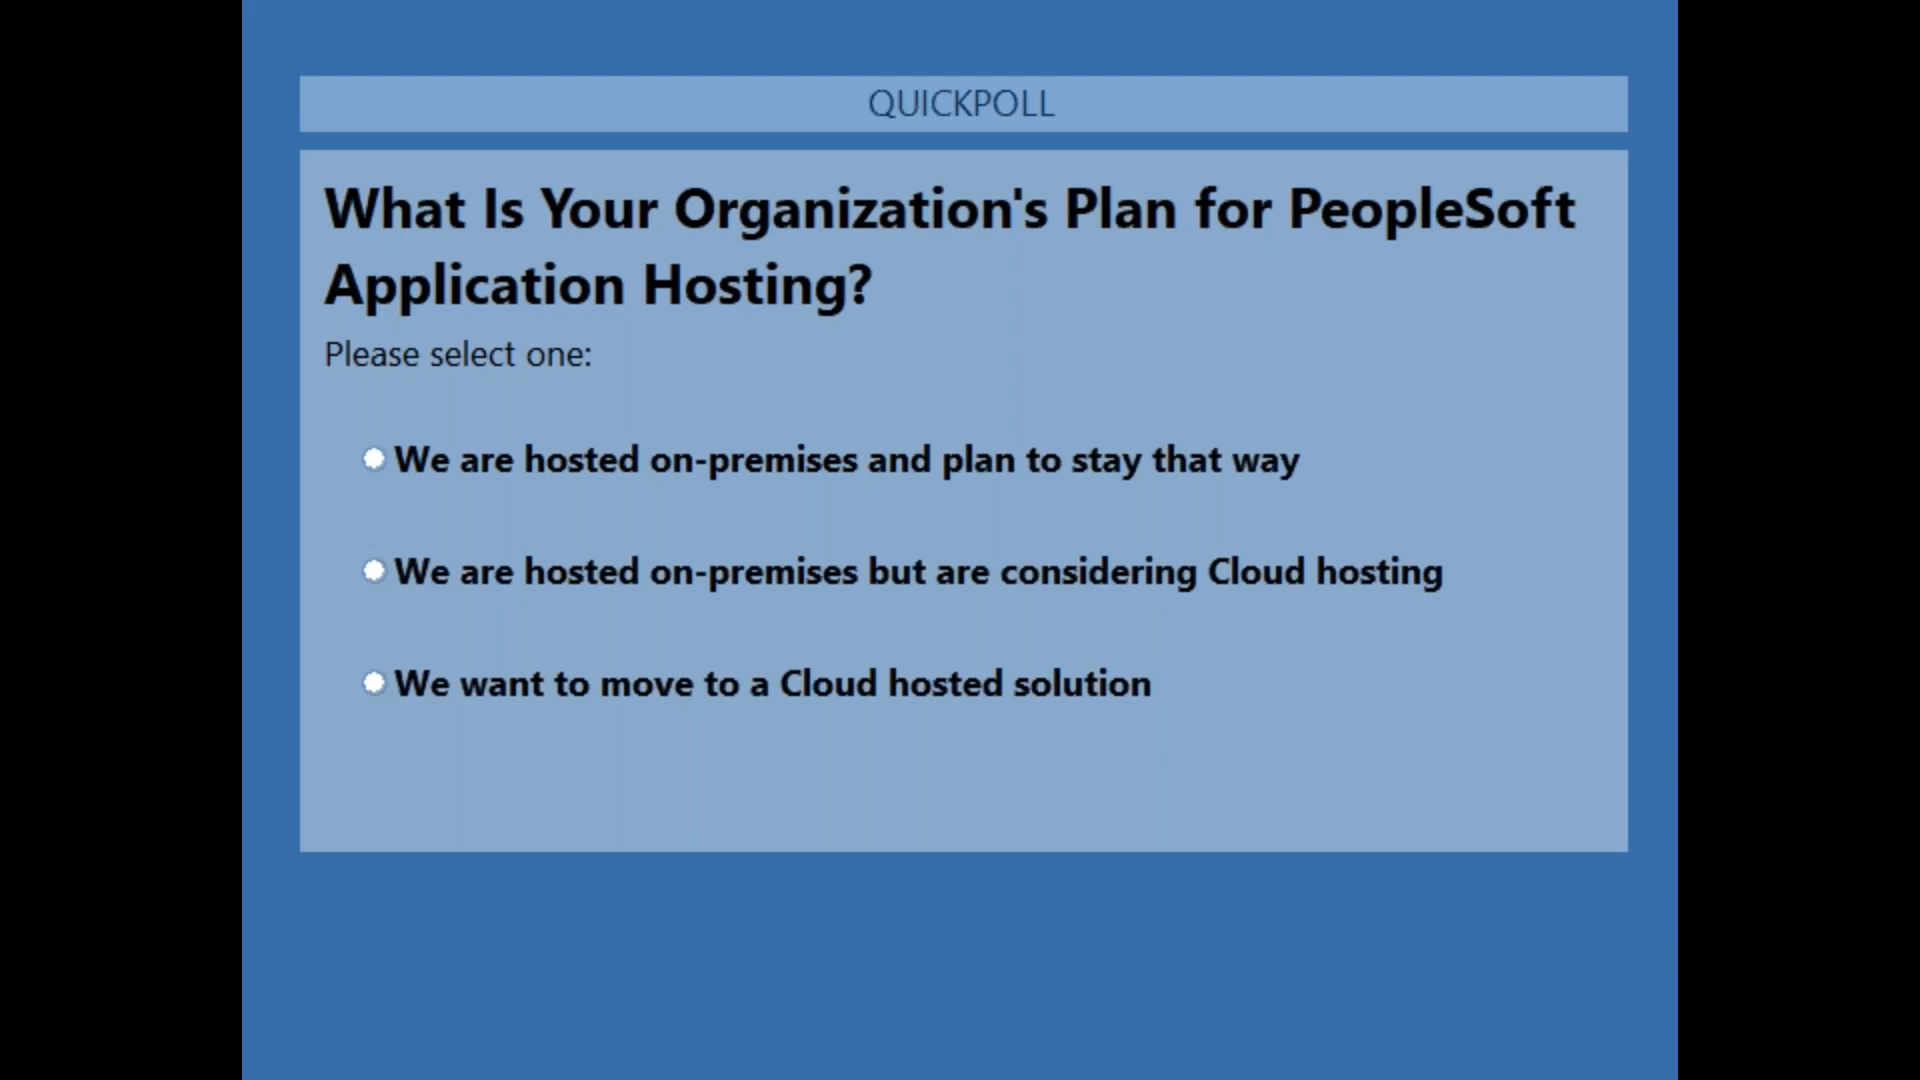 QUICKPOLL
What Is Your Organization's Plan for PeopleSoft
Application Hosting?
Please select one:
We are hosted on-premises and plan to stay that way
We are hosted on-premises but are considering Cloud hosting
We want to move to a Cloud hosted solution